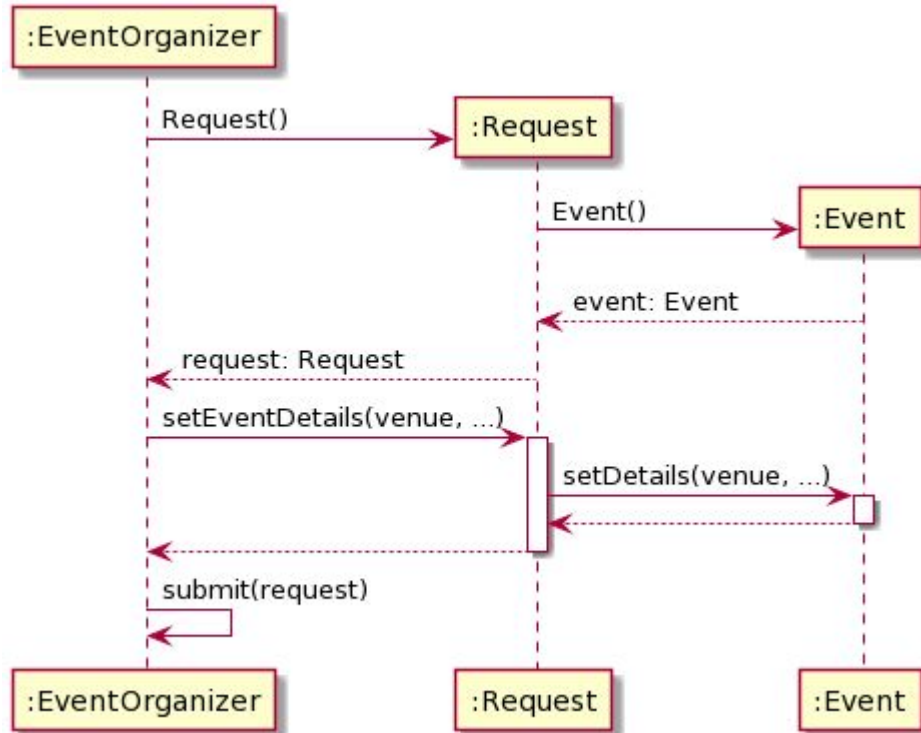 :EventOrganizer
Request()
:Request
Event()
:Event
event: Event
request: Request
setEventDetails(venue, ...)
setDetails(venue, ...)
submit(request)
:EventOrganizer
:Request
:Event